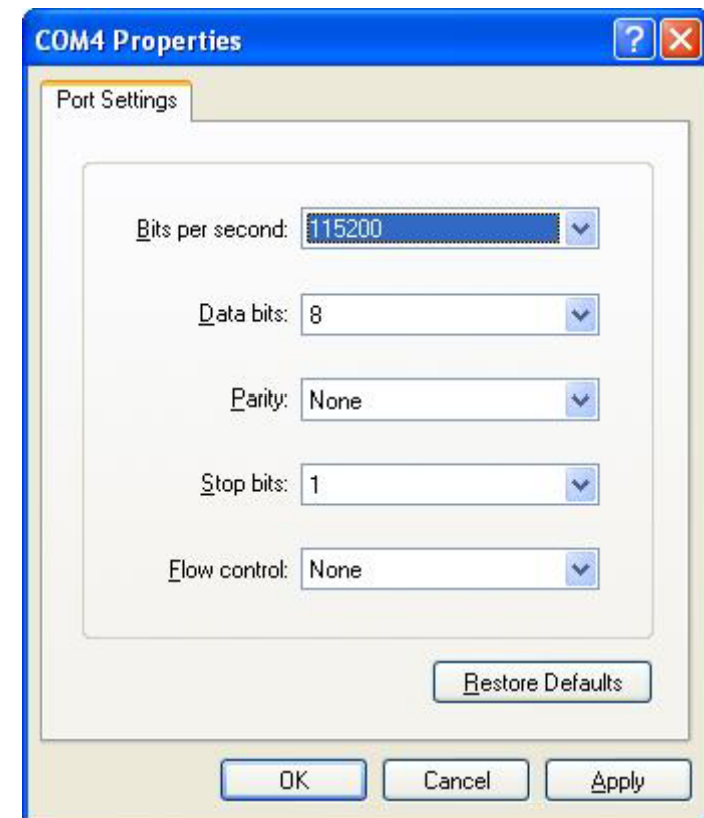 COM4 Properties
Port Settings
Bits per second: 115200
Data bits: 8
Parity: None
Stop bits: 1
Flow control: None
Restore Defaults
OK Cancel Apply